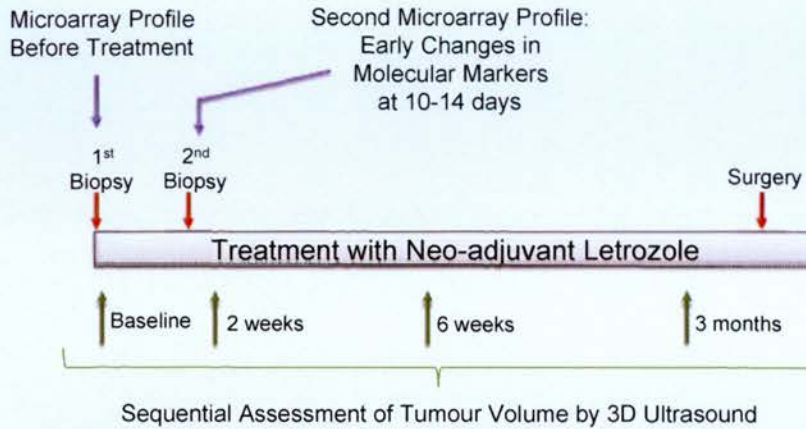 Microarray Profile
Before Treatment
Second Microarray Profile:
Early Changes in
Molecular Markers
at 10-14 days
1st
Biopsy
2nd
Biopsy
Surgery
Treatment with Neo-adjuvant Letrozole
Baseline
2 weeks
6 weeks
3 months
Sequential Assessment of Tumour Volume by 3D Ultrasound